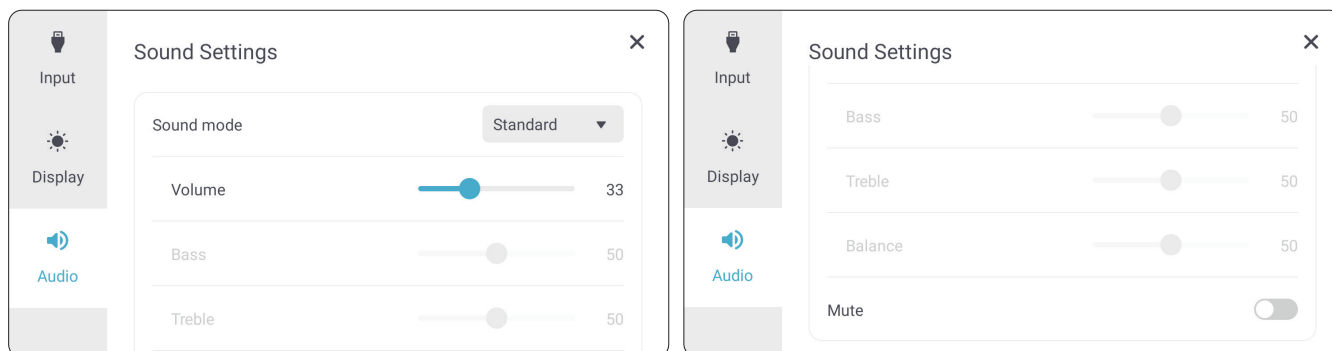 Input
Display
Audio
Sound Settings
Sound mode Standard
Volume 33
Bass 50
Treble 50
Input
Display
Audio
Sound Settings
Bass 50
Treble 50
Balance 50
Mute